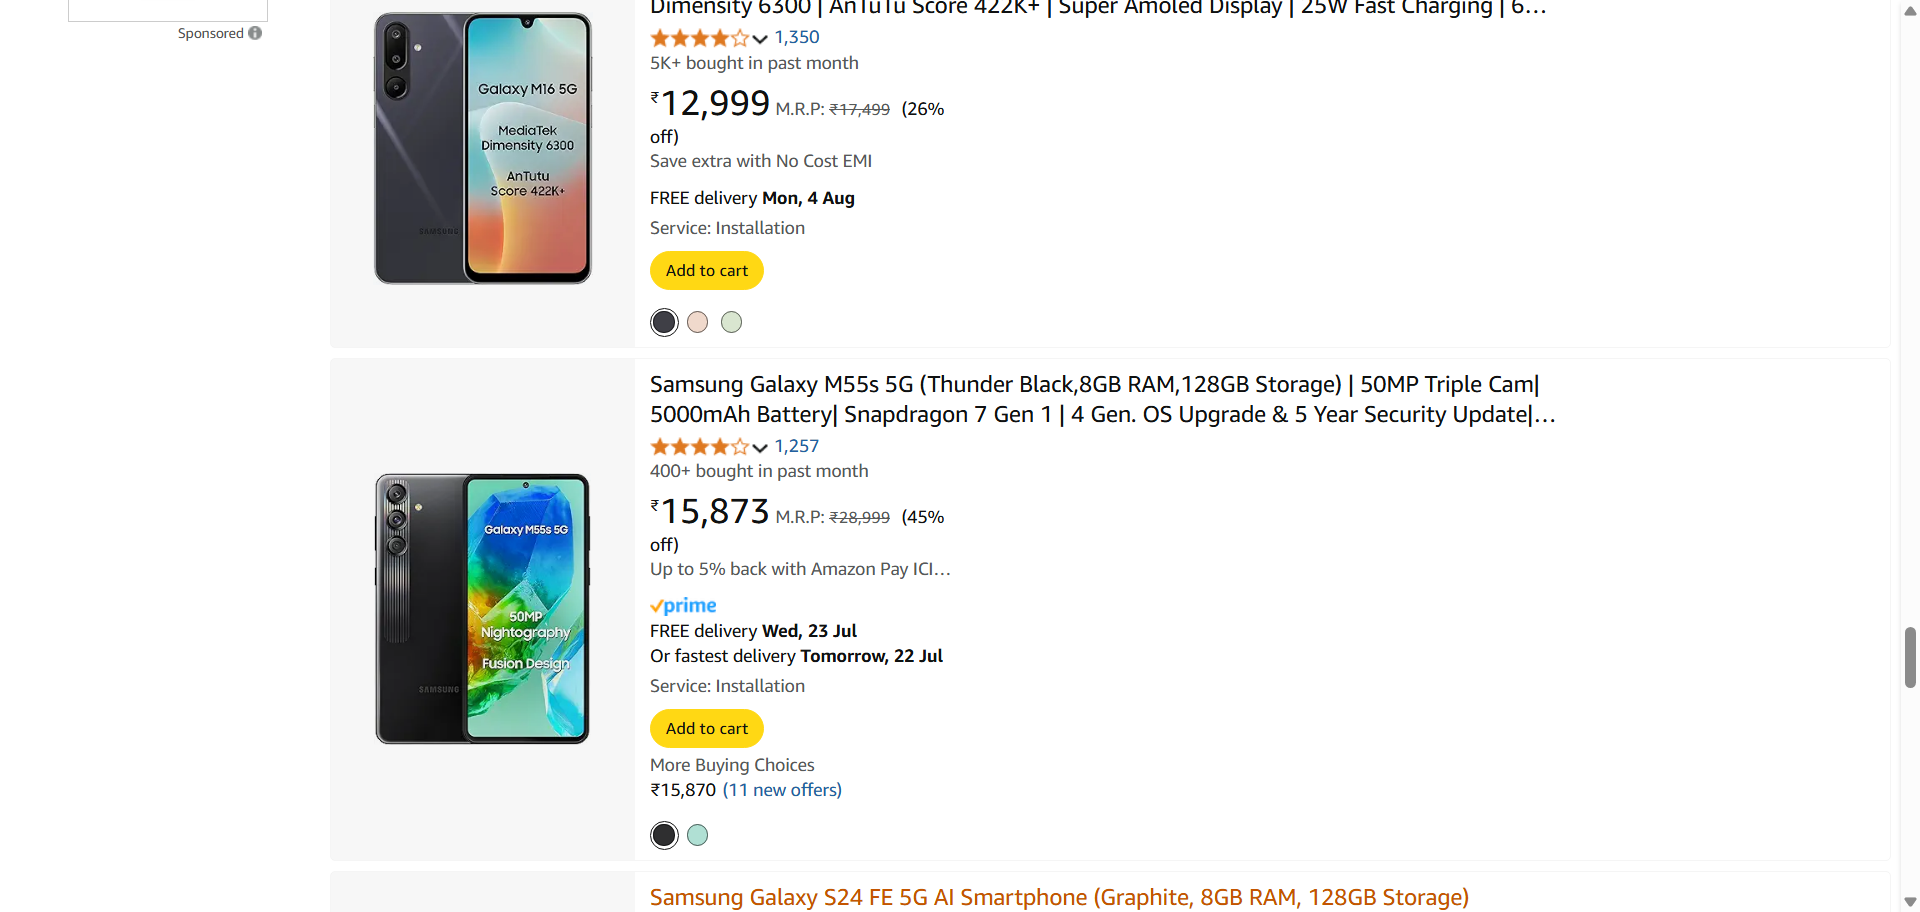 Sponsored
Dimensity 6300 | AnTuTu Score 422K+ | Super Amoled Display | 25W Fast Charging | 6…
1,350
5K+ bought in past month
₹12,999 M.R.P: ₹17,499 (26%
off)
Save extra with No Cost EMI
FREE delivery Mon, 4 Aug
Service: Installation
Add to cart
Galaxy M16 5G
MediaTek
Dimensity 6300
AnTutu
Score 422K+
SAMSUNG
Samsung Galaxy M55s 5G (Thunder Black,8GB RAM,128GB Storage) | 50MP Triple Cam|
5000mAh Battery| Snapdragon 7 Gen 1 | 4 Gen. OS Upgrade & 5 Year Security Update|…
1,257
400+ bought in past month
₹15,873 M.R.P: ₹28,999 (45%
off)
Up to 5% back with Amazon Pay ICI…
prime
FREE delivery Wed, 23 Jul
Or fastest delivery Tomorrow, 22 Jul
Service: Installation
Add to cart
More Buying Choices
₹15,870 (11 new offers)
Galaxy M55s 5G
50MP
Nightography
Fusion Design
SAMSUNG
Samsung Galaxy S24 FE 5G AI Smartphone (Graphite, 8GB RAM, 128GB Storage)